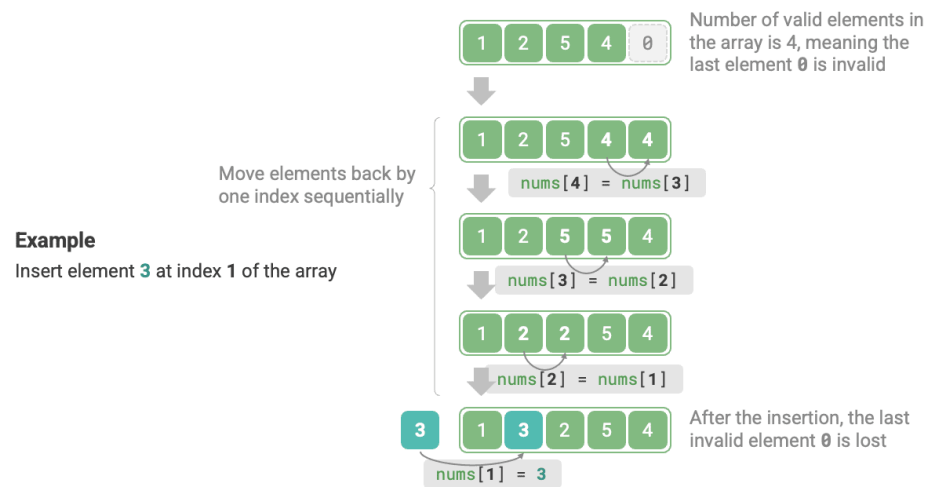 1 2 5 4 0
Number of valid elements in
the array is 4, meaning the
last element 0 is invalid
Move elements back by
one index sequentially
1 2 5 4 4
nums[4] = nums[3]
Example
Insert element 3 at index 1 of the array
1 2 5 5 4
nums[3] = nums[2]
1 2 2 5 4
nums[2] = nums[1]
3 1 3 2 5 4
nums[1] = 3
After the insertion, the last
invalid element 0 is lost